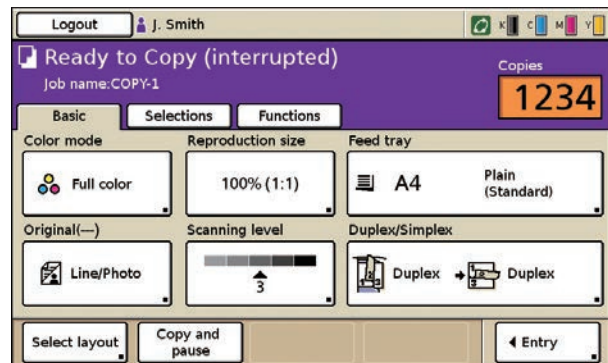 Logout J. Smith K C M Y
Ready to Copy (interrupted)
Job name:COPY-1
Copies
1234
Basic Selections Functions
Color mode Reproduction size Feed tray
Full color 100% (1:1) A4 Plain
(Standard)
Original(---) Scanning level Duplex/Simplex
Line/Photo 3 Duplex Duplex
Select layout Copy and
pause Entry